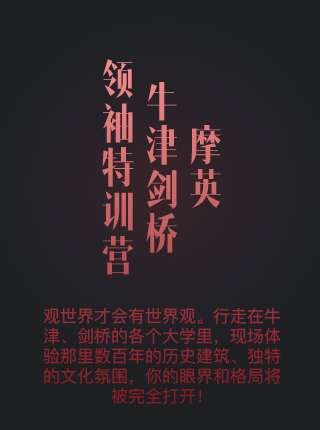 摩英
牛津剑桥
领袖特训营
观世界才会有世界观。行走在牛
津、剑桥的各个大学里，现场体
验那里数百年的历史建筑、独特
的文化氛围，你的眼界和格局将
被完全打开！